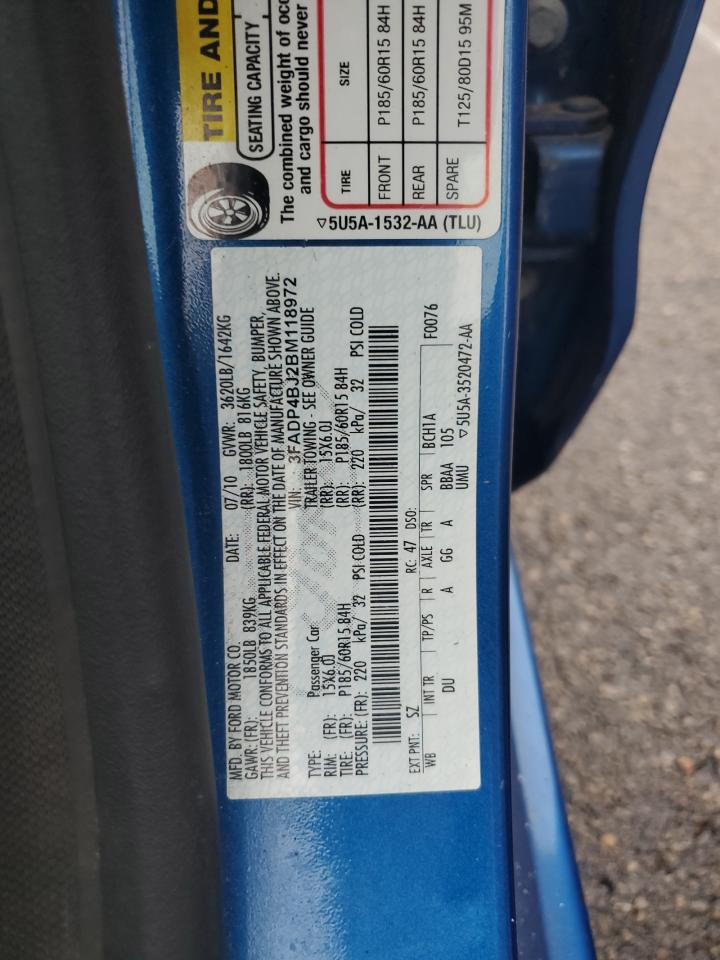 TIRE AND
SEATING CAPACITY
The combined weight of occ
and cargo should never
TIRE SIZE
FRONT P185/60R15 84H
REAR P185/60R15 84H
SPARE T125/80D15 95M
▽5U5A-1532-AA (TLU)
MFD. BY FORD MOTOR CO. DATE: 07/10 GVWR: 3620LB/1642KG
GAWR: (FR): 1850LB 839KG (RR): 1800LB 816KG
THIS VEHICLE CONFORMS TO ALL APPLICABLE FEDERAL MOTOR VEHICLE SAFETY, BUMPER,
AND THEFT PREVENTION STANDARDS IN EFFECT ON THE DATE OF MANUFACTURE SHOWN ABOVE.
VIN: 3FADP4BJ2BM118972
TYPE: Passenger Car TRAILER TOWING - SEE OWNER GUIDE
RIM: (FR): 15X6.0J (RR): 15X6.0J
TIRE: (FR): P185/60R15 84H (RR): P185/60R15 84H
PRESSURE: (FR): 220 kPa/ 32 PSI COLD (RR): 220 kPa/ 32 PSI COLD
EXT PNT: SZ RC: 47 DSO: F0076
WB INT TR TP/PS R AXLE TR SPR BCH1A
DU A GG A BBAA 105
UMU ▽5U5A-3520472-AA